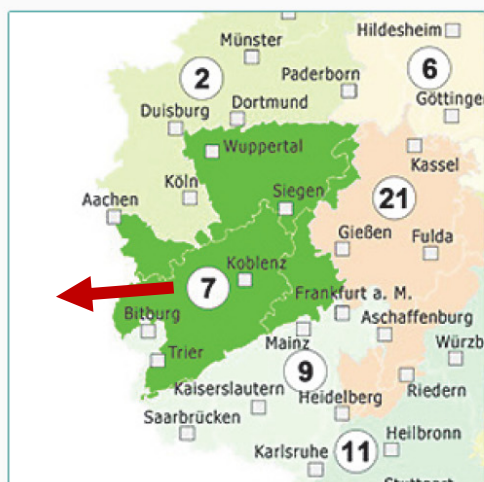 Münster
Hildesheim
2
Paderborn
6
Duisburg
Dortmund
Göttingen
Wuppertal
Kassel
Köln
Siegen
21
Aachen
Gießen
Fulda
7
Koblenz
Frankfurt a. M.
Bitburg
Aschaffenburg
Mainz
Würzb
Trier
9
Kaiserslautern
Riedern
Heidelberg
Saarbrücken
Heilbronn
Karlsruhe
11
Stuttgart